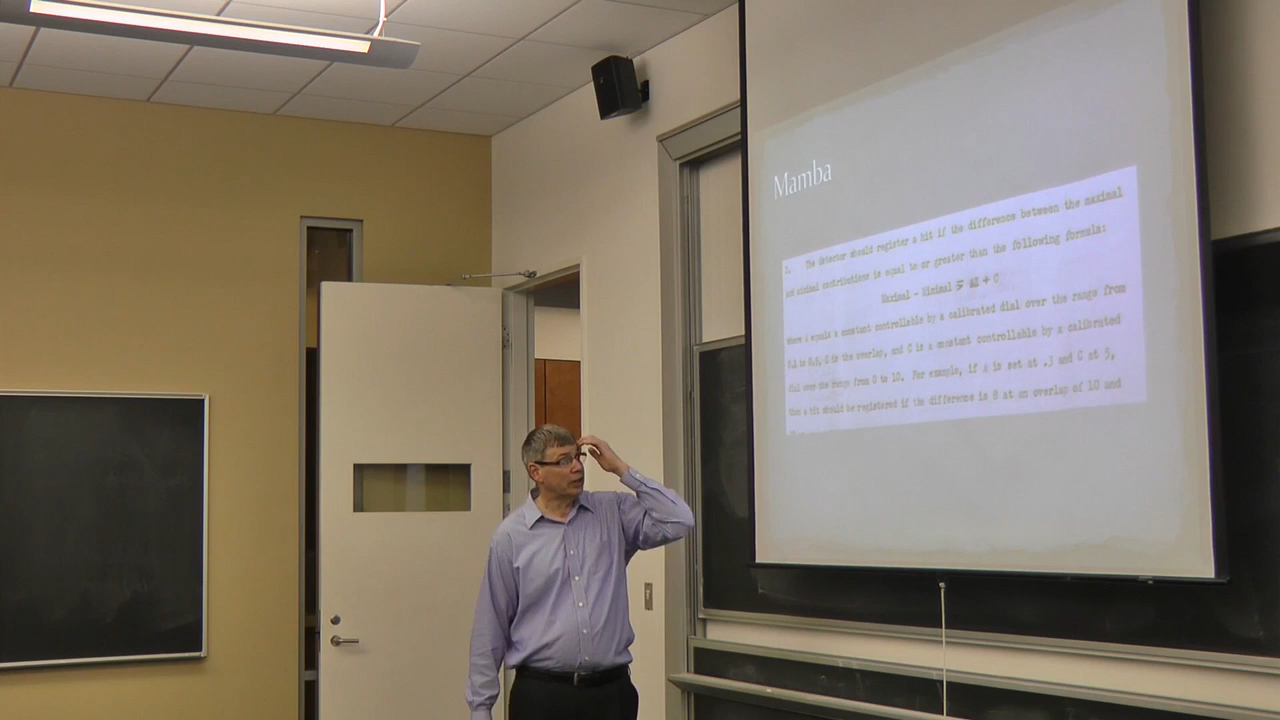 Mamba
2. The detector should register a hit if the difference between the maximal
and minimal contributions is equal to or greater than the following formula:
Maximal - Minimal ⋝ AX + C
where A equals a constant controllable by a calibrated dial over the range from
0.1 to 0.9, X is the overlap, and C is a constant controllable by a calibrated
dial over the range from 0 to 10. For example, if A is set at .3 and C at 5,
then a hit should be registered if the difference is 8 at an overlap of 10 and